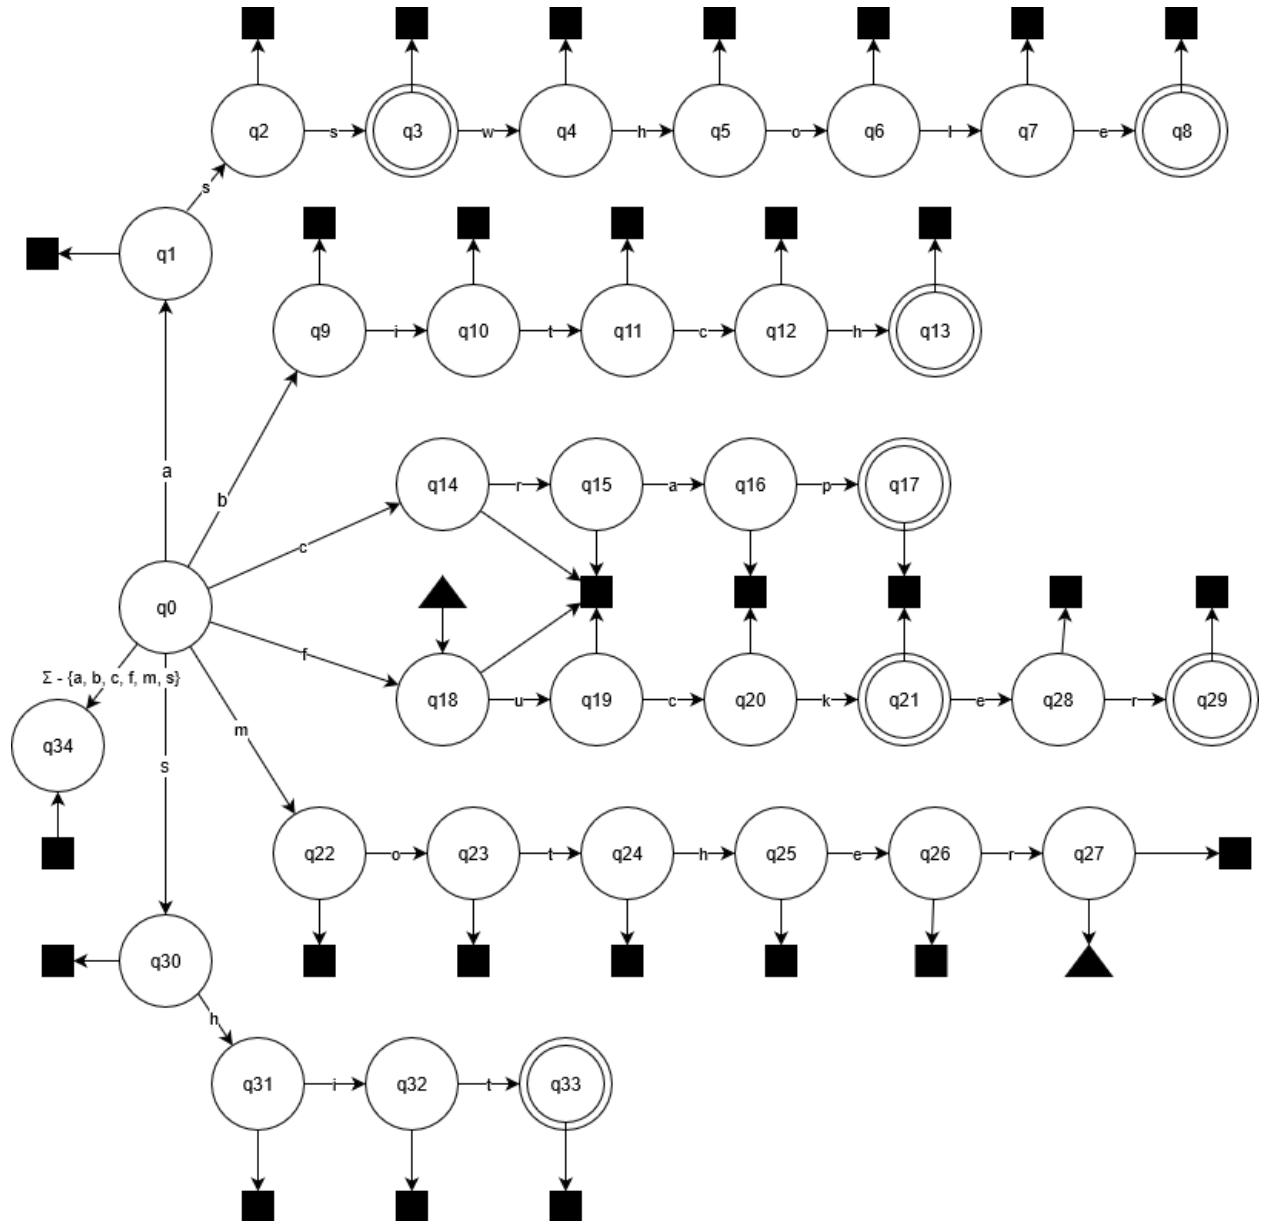 q2 s q3 w q4 h q5 o q6 l q7 e q8
s
q1
q9 i q10 t q11 c q12 h q13
a
b
q14 r q15 a q16 p q17
c
q0
f
Σ - {a, b, c, f, m, s}
q18 u q19 c q20 k q21 e q28 r q29
m
q34
s
q22 o q23 t q24 h q25 e q26 r q27
q30
h
q31 i q32 t q33